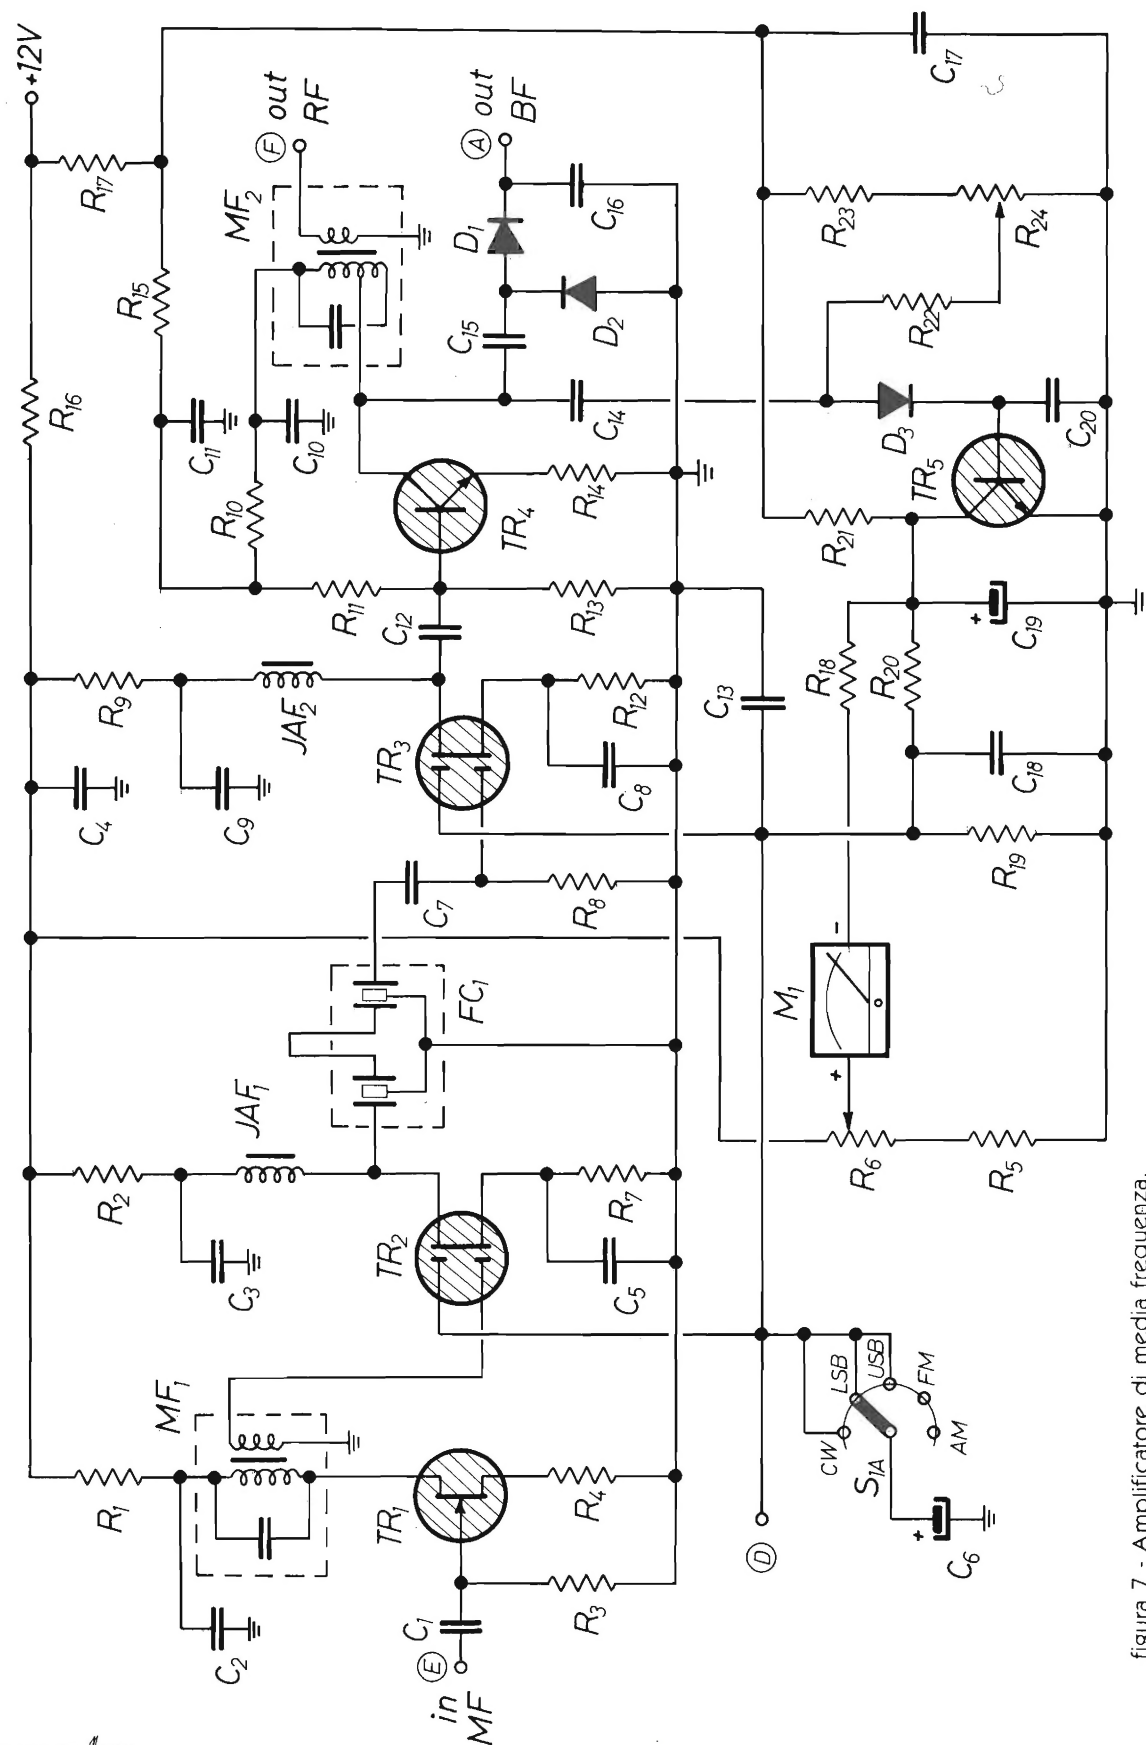 +12V
R17
R16
R15
C11
R10
C10
MF2
F out
RF
A out
BF
D1
C16
C15
D2
C14
R14
TR4
R11
R13
C12
R9
JAF2
C4
C9
TR3
R12
C8
C13
C7
R8
FC1
JAF1
R2
C3
TR2
R7
C5
MF1
R1
C2
TR1
R4
C1
R3
E
in
MF
C17
R23
R24
R22
D3
C20
TR5
R21
C19
R18
R20
C18
R19
M1
-
+
R6
R5
D
CW
LSB
USB
FM
AM
S1A
+
C6
+
figura 7 - Amplificatore di media frequenza.